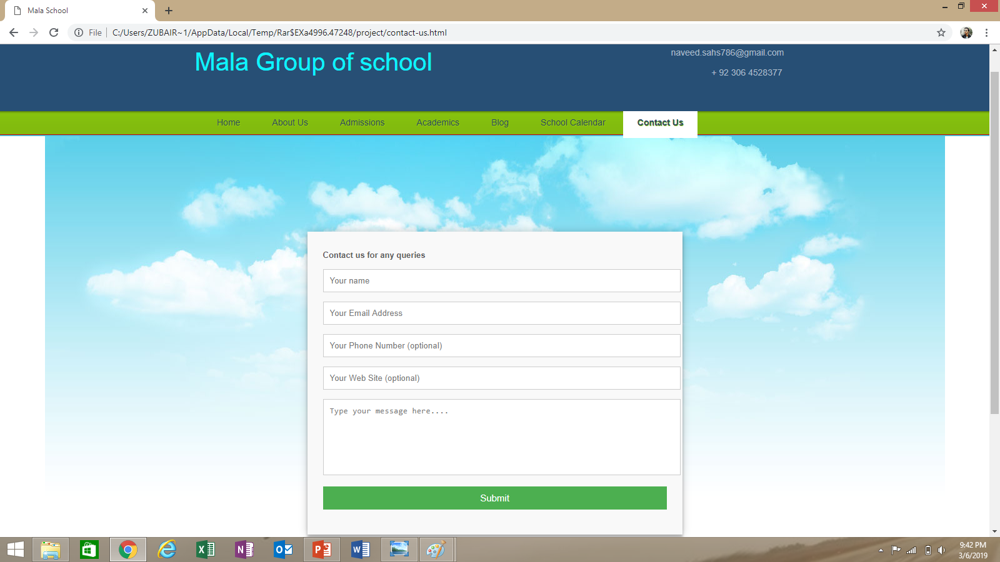 Mala School
File C:/Users/ZUBAIR~1/AppData/Local/Temp/Rar$EXa4996.47248/project/contact-us.html
Mala Group of school
naveed.sahs786@gmail.com
+ 92 306 4528377
Home About Us Admissions Academics Blog School Calendar Contact Us
Contact us for any queries
Your name
Your Email Address
Your Phone Number (optional)
Your Web Site (optional)
Type your message here....
Submit
9:42 PM
3/6/2019